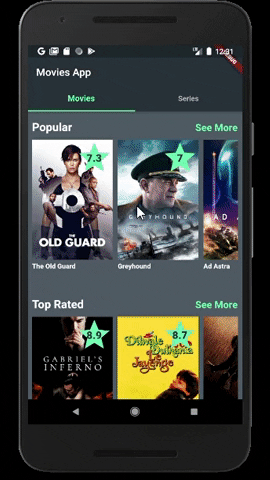 12:31
Movies App
Movies
Series
Popular
See More
7.3
7
THE
OLD GUARD
GREYHOUND
AD A
The Old Guard
Greyhound
Ad Astra
Top Rated
See More
8.9
8.7
GABRIEL'S
INFERNO
Dilwale
Dulhania
Le
Jayenge